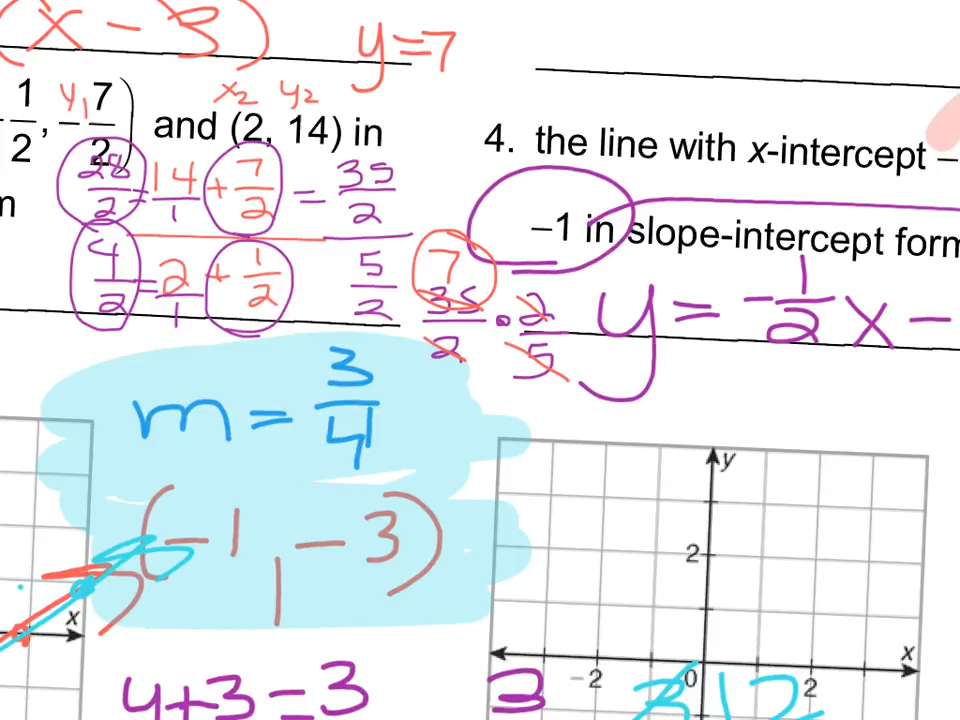 (x − 3) y = 7
x₂ y₂
1/2, −7/2) and (2, 14) in
y₁
28/2 = 14/1 + 7/2 = 35/2
4/2 = 2/1 + 1/2 5/2
7
35/2 · 2/5
m
4. the line with x-intercept –
–1 in slope-intercept form
y = -1/2 x -
m = 3/4
(-1, -3)
x
y
2
x
-2 0 2
y+3=3
3 12